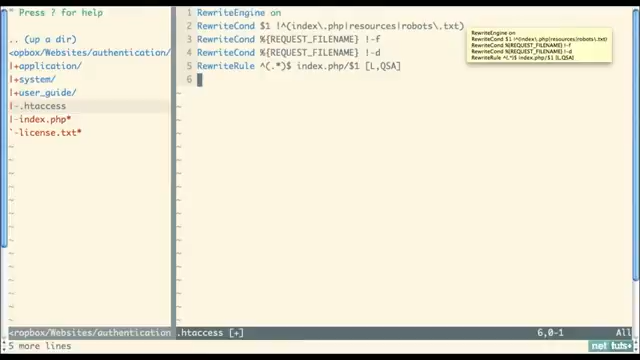 " Press ? for help
.. (up a dir)
<opbox/Websites/authentication/
|+application/
|+system/
|+user_guide/
|-.htaccess
|-index.php*
`-license.txt*
1 RewriteEngine on
2 RewriteCond $1 !^(index\.php|resources|robots\.txt)
3 RewriteCond %{REQUEST_FILENAME} !-f
4 RewriteCond %{REQUEST_FILENAME} !-d
5 RewriteRule ^(.*)$ index.php/$1 [L,QSA]
6
RewriteEngine on
RewriteCond $1 !^(index\.php|resources|robots\.txt)
RewriteCond %{REQUEST_FILENAME} !-f
RewriteCond %{REQUEST_FILENAME} !-d
RewriteRule ^(.*)$ index.php/$1 [L,QSA]
<ropbox/Websites/authentication .htaccess [+] 6,0-1 All
5 more lines
net tuts+